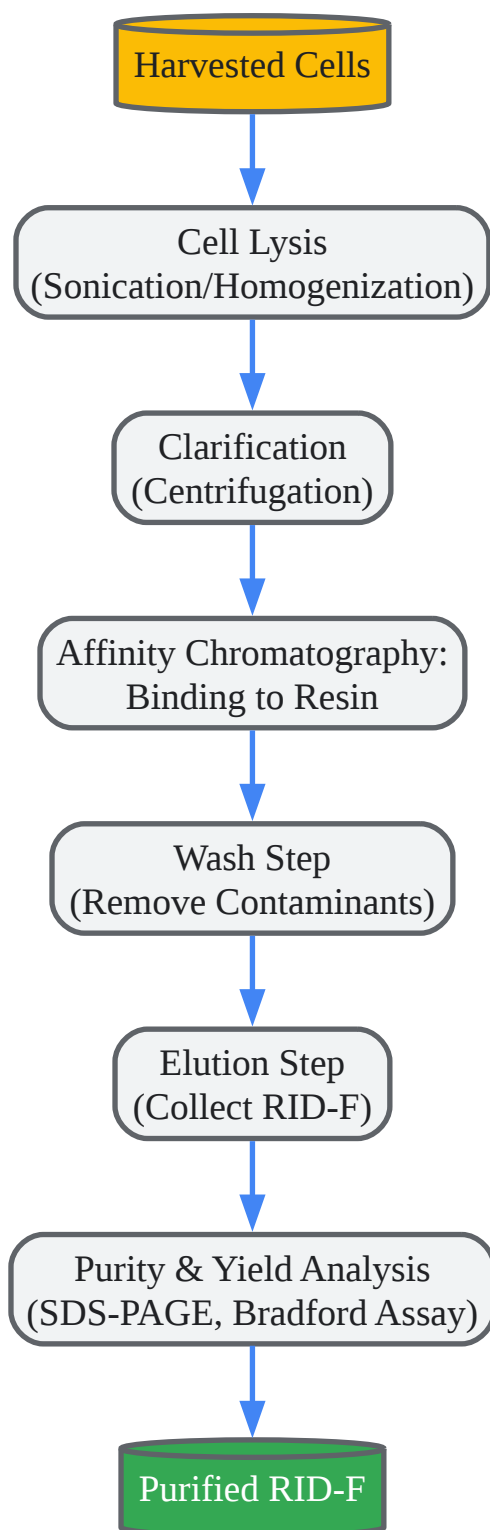 Harvested Cells
Cell Lysis
(Sonication/Homogenization)
Clarification
(Centrifugation)
Affinity Chromatography:
Binding to Resin
Wash Step
(Remove Contaminants)
Elution Step
(Collect RID-F)
Purity & Yield Analysis
(SDS-PAGE, Bradford Assay)
Purified RID-F